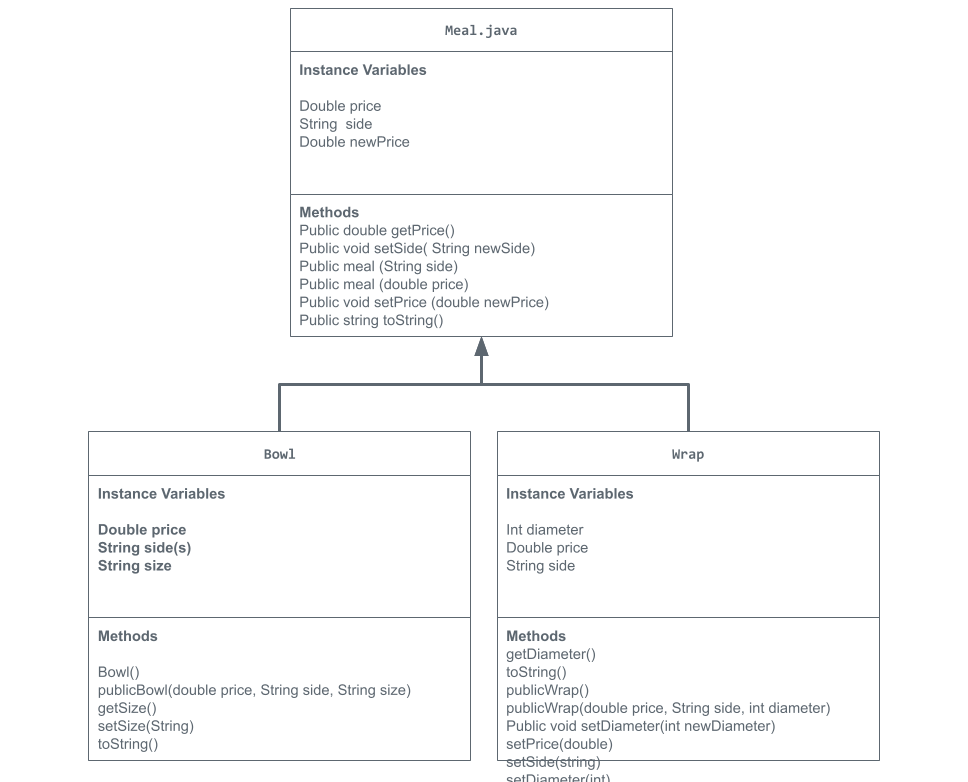 Meal.java
Instance Variables
Double price
String  side
Double newPrice
Methods
Public double getPrice()
Public void setSide( String newSide)
Public meal (String side)
Public meal (double price)
Public void setPrice (double newPrice)
Public string toString()
Bowl
Instance Variables
Double price
String side(s)
String size
Methods
Bowl()
publicBowl(double price, String side, String size)
getSize()
setSize(String)
toString()
Wrap
Instance Variables
Int diameter
Double price
String side
Methods
getDiameter()
toString()
publicWrap()
publicWrap(double price, String side, int diameter)
Public void setDiameter(int newDiameter)
setPrice(double)
setSide(string)
setDiameter(int)